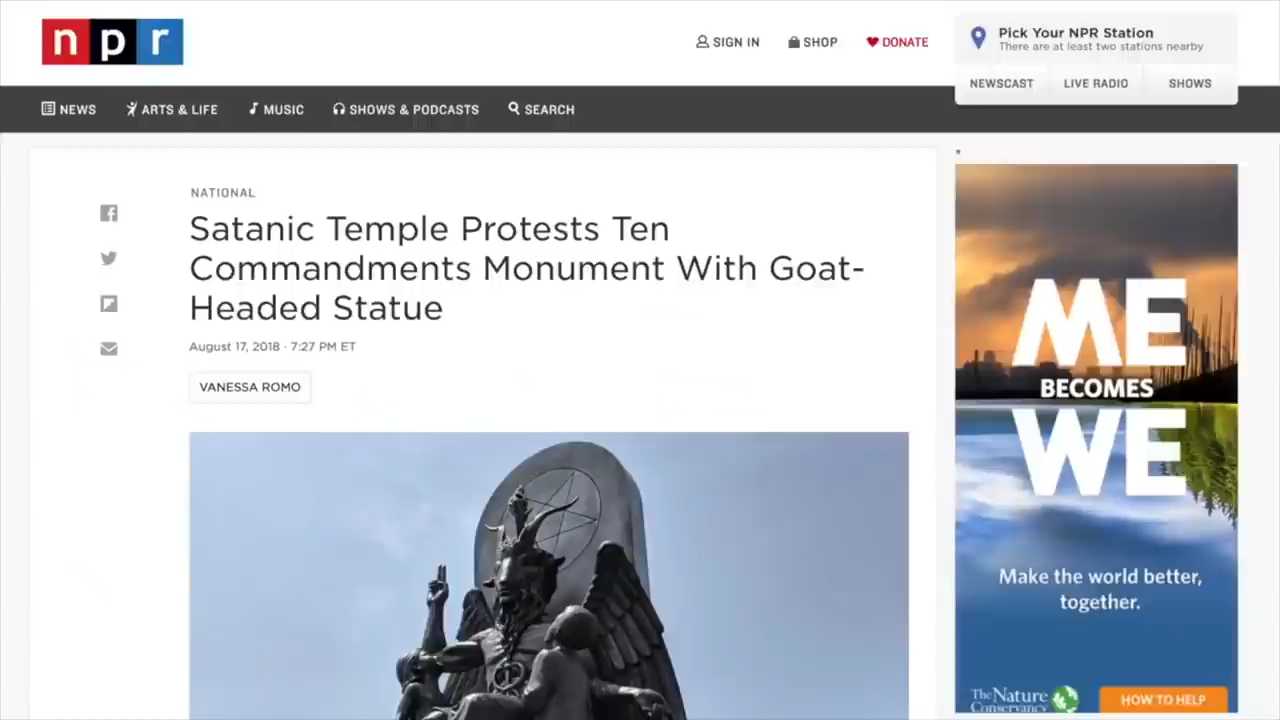 npr
SIGN IN
SHOP
DONATE
Pick Your NPR Station
There are at least two stations nearby
NEWSCAST
LIVE RADIO
SHOWS
NEWS
ARTS & LIFE
MUSIC
SHOWS & PODCASTS
SEARCH
NATIONAL
Satanic Temple Protests Ten
Commandments Monument With Goat-
Headed Statue
August 17, 2018 · 7:27 PM ET
VANESSA ROMO
ME
BECOMES
WE
Make the world better,
together.
The Nature
Conservancy
HOW TO HELP